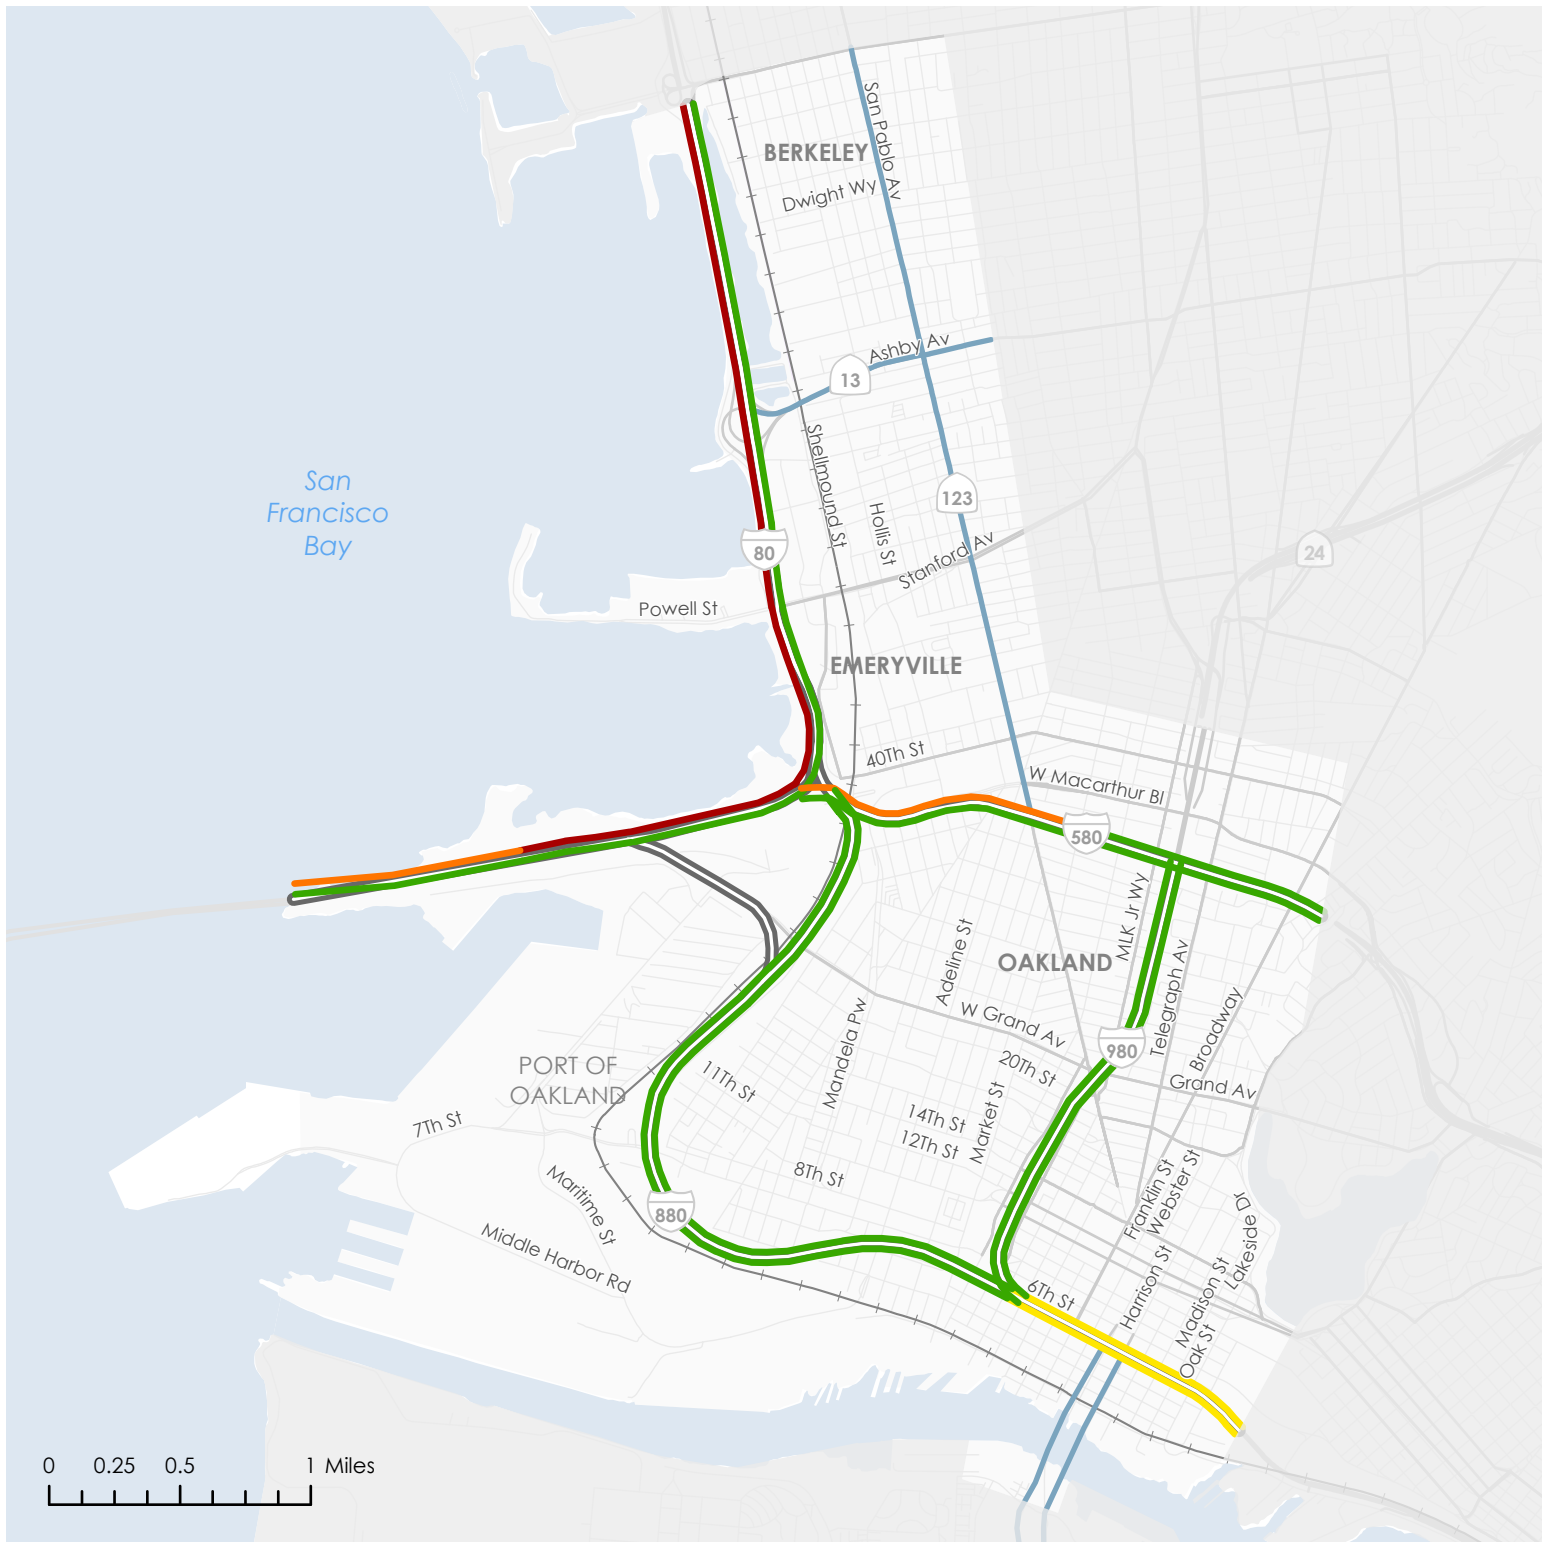 BERKELEY
San Pablo Av
Dwight Wy
Ashby Av
13
Shellmound St
Hollis St
123
Stanford Av
San
Francisco
Bay
80
24
Powell St
EMERYVILLE
40Th St
W Macarthur Bl
580
MLK Jr Wy
Adeline St
OAKLAND
Telegraph Av
W Grand Av
Mandela Pw
Broadway
980
20Th St
PORT OF
OAKLAND
11Th St
Grand Av
Market St
14Th St
12Th St
7Th St
8Th St
Maritime St
Franklin St
Webster St
Lakeside Dr
880
Middle Harbor Rd
6Th St
Harrison St
Madison St
Oak St
0 0.25 0.5 1 Miles